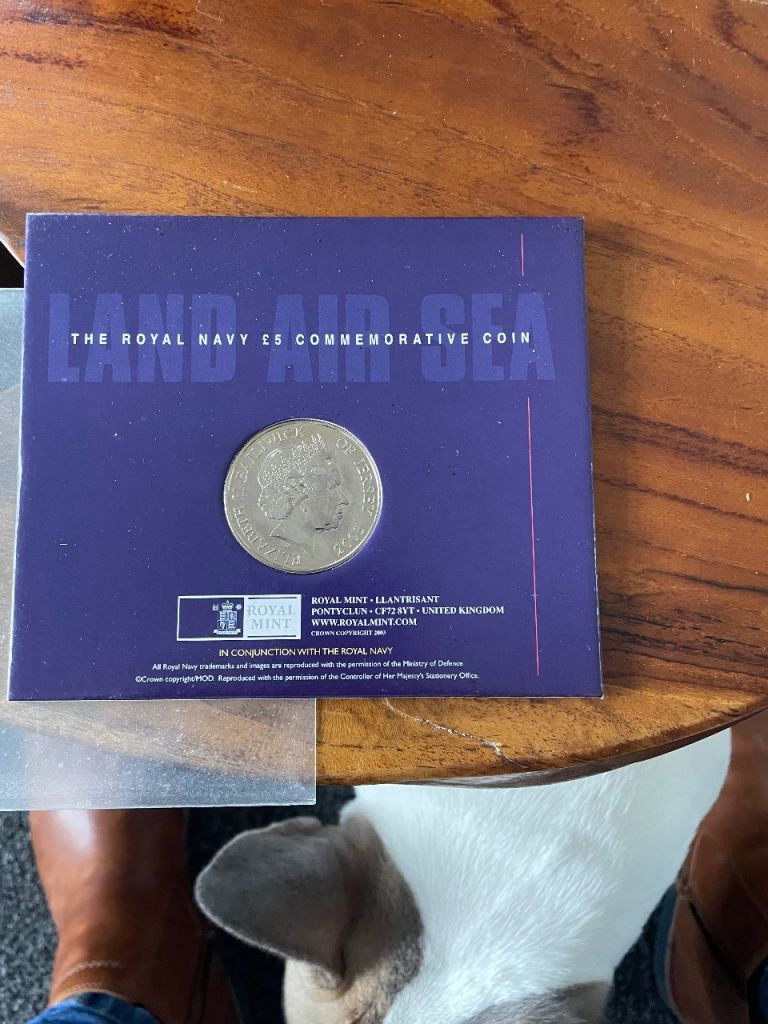 LAND AIR SEA
THE ROYAL NAVY £5 COMMEMORATIVE COIN
ELIZABETH II BAILIWICK OF JERSEY 2003
ROYAL MINT
ROYAL MINT • LLANTRISANT
PONTYCLUN • CF72 8YT • UNITED KINGDOM
WWW.ROYALMINT.COM
CROWN COPYRIGHT 2003
IN CONJUNCTION WITH THE ROYAL NAVY
All Royal Navy trademarks and images are reproduced with the permission of the Ministry of Defence
©Crown copyright/MOD. Reproduced with the permission of the Controller of Her Majesty's Stationery Office.